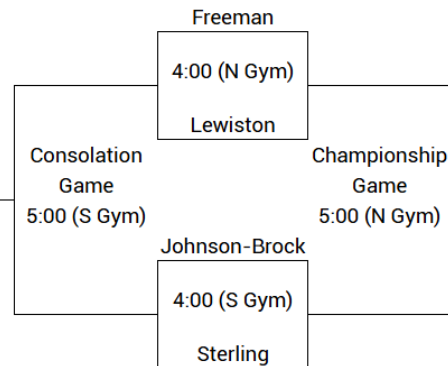 Freeman
4:00 (N Gym)
Lewiston
Consolation
Game
5:00 (S Gym)
Championship
Game
5:00 (N Gym)
Johnson-Brock
4:00 (S Gym)
Sterling